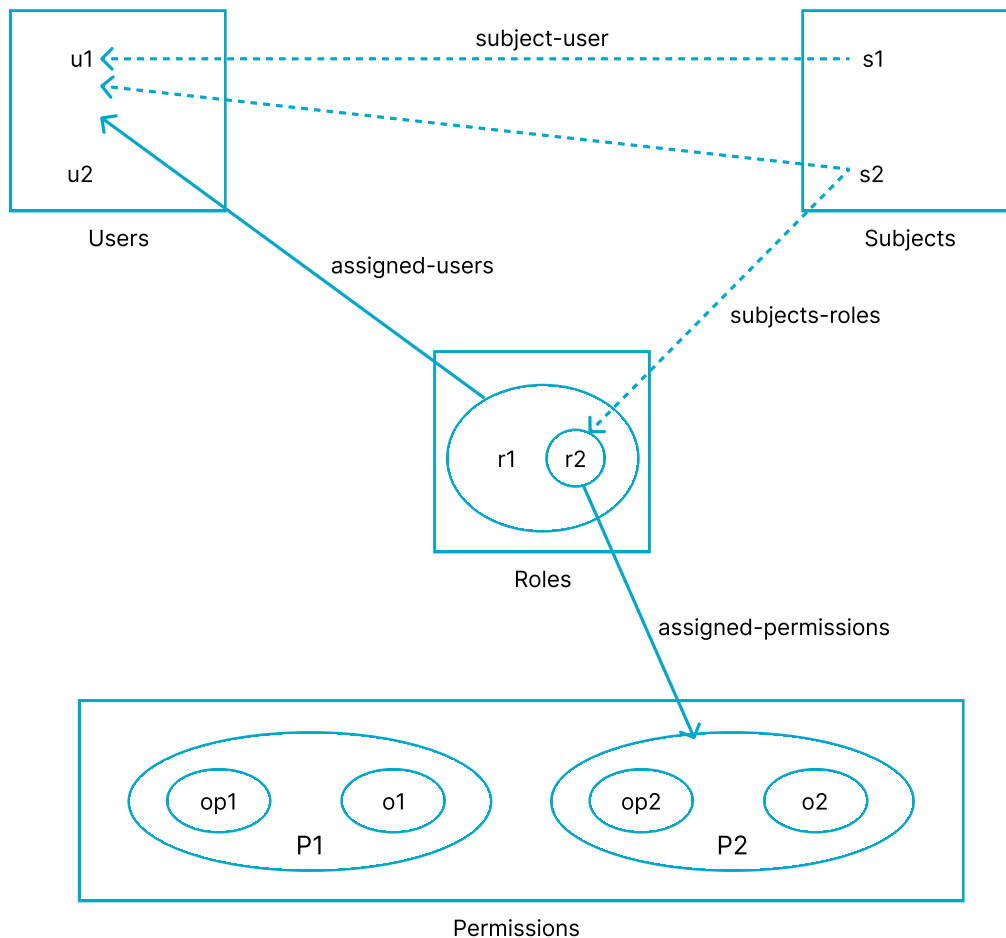 subject-user
u1
s1
u2
s2
Users
Subjects
assigned-users
subjects-roles
r1
r2
Roles
assigned-permissions
op1
o1
op2
o2
P1
P2
Permissions